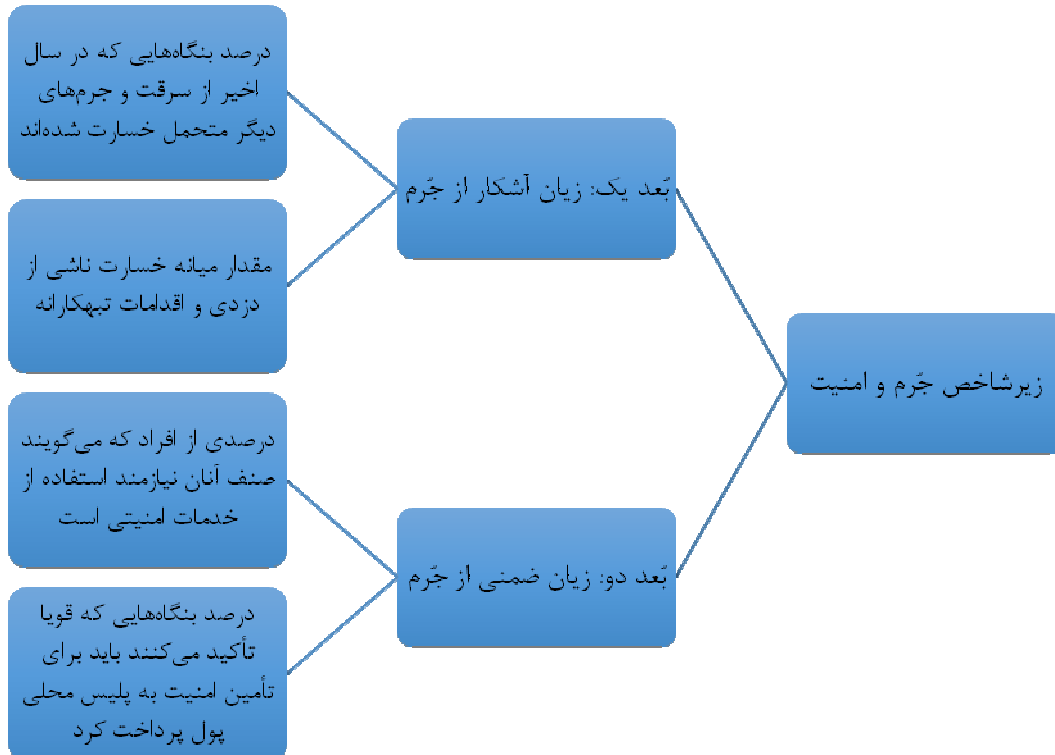 زیرشاخص جُرم و امنیت
بُعد یک: زیان آشکار از جُرم
درصد بنگاه‌هایی که در سال
اخیر از سرقت و جرم‌های
دیگر متحمل خسارت شده‌اند
مقدار میانه خسارت ناشی از
دزدی و اقدامات تبهکارانه
بُعد دو: زیان ضمنی از جُرم
درصدی از افراد که می‌گویند
صنف آنان نیازمند استفاده از
خدمات امنیتی است
درصد بنگاه‌هایی که قویا
تأکید می‌کنند باید برای
تأمین امنیت به پلیس محلی
پول پرداخت کرد